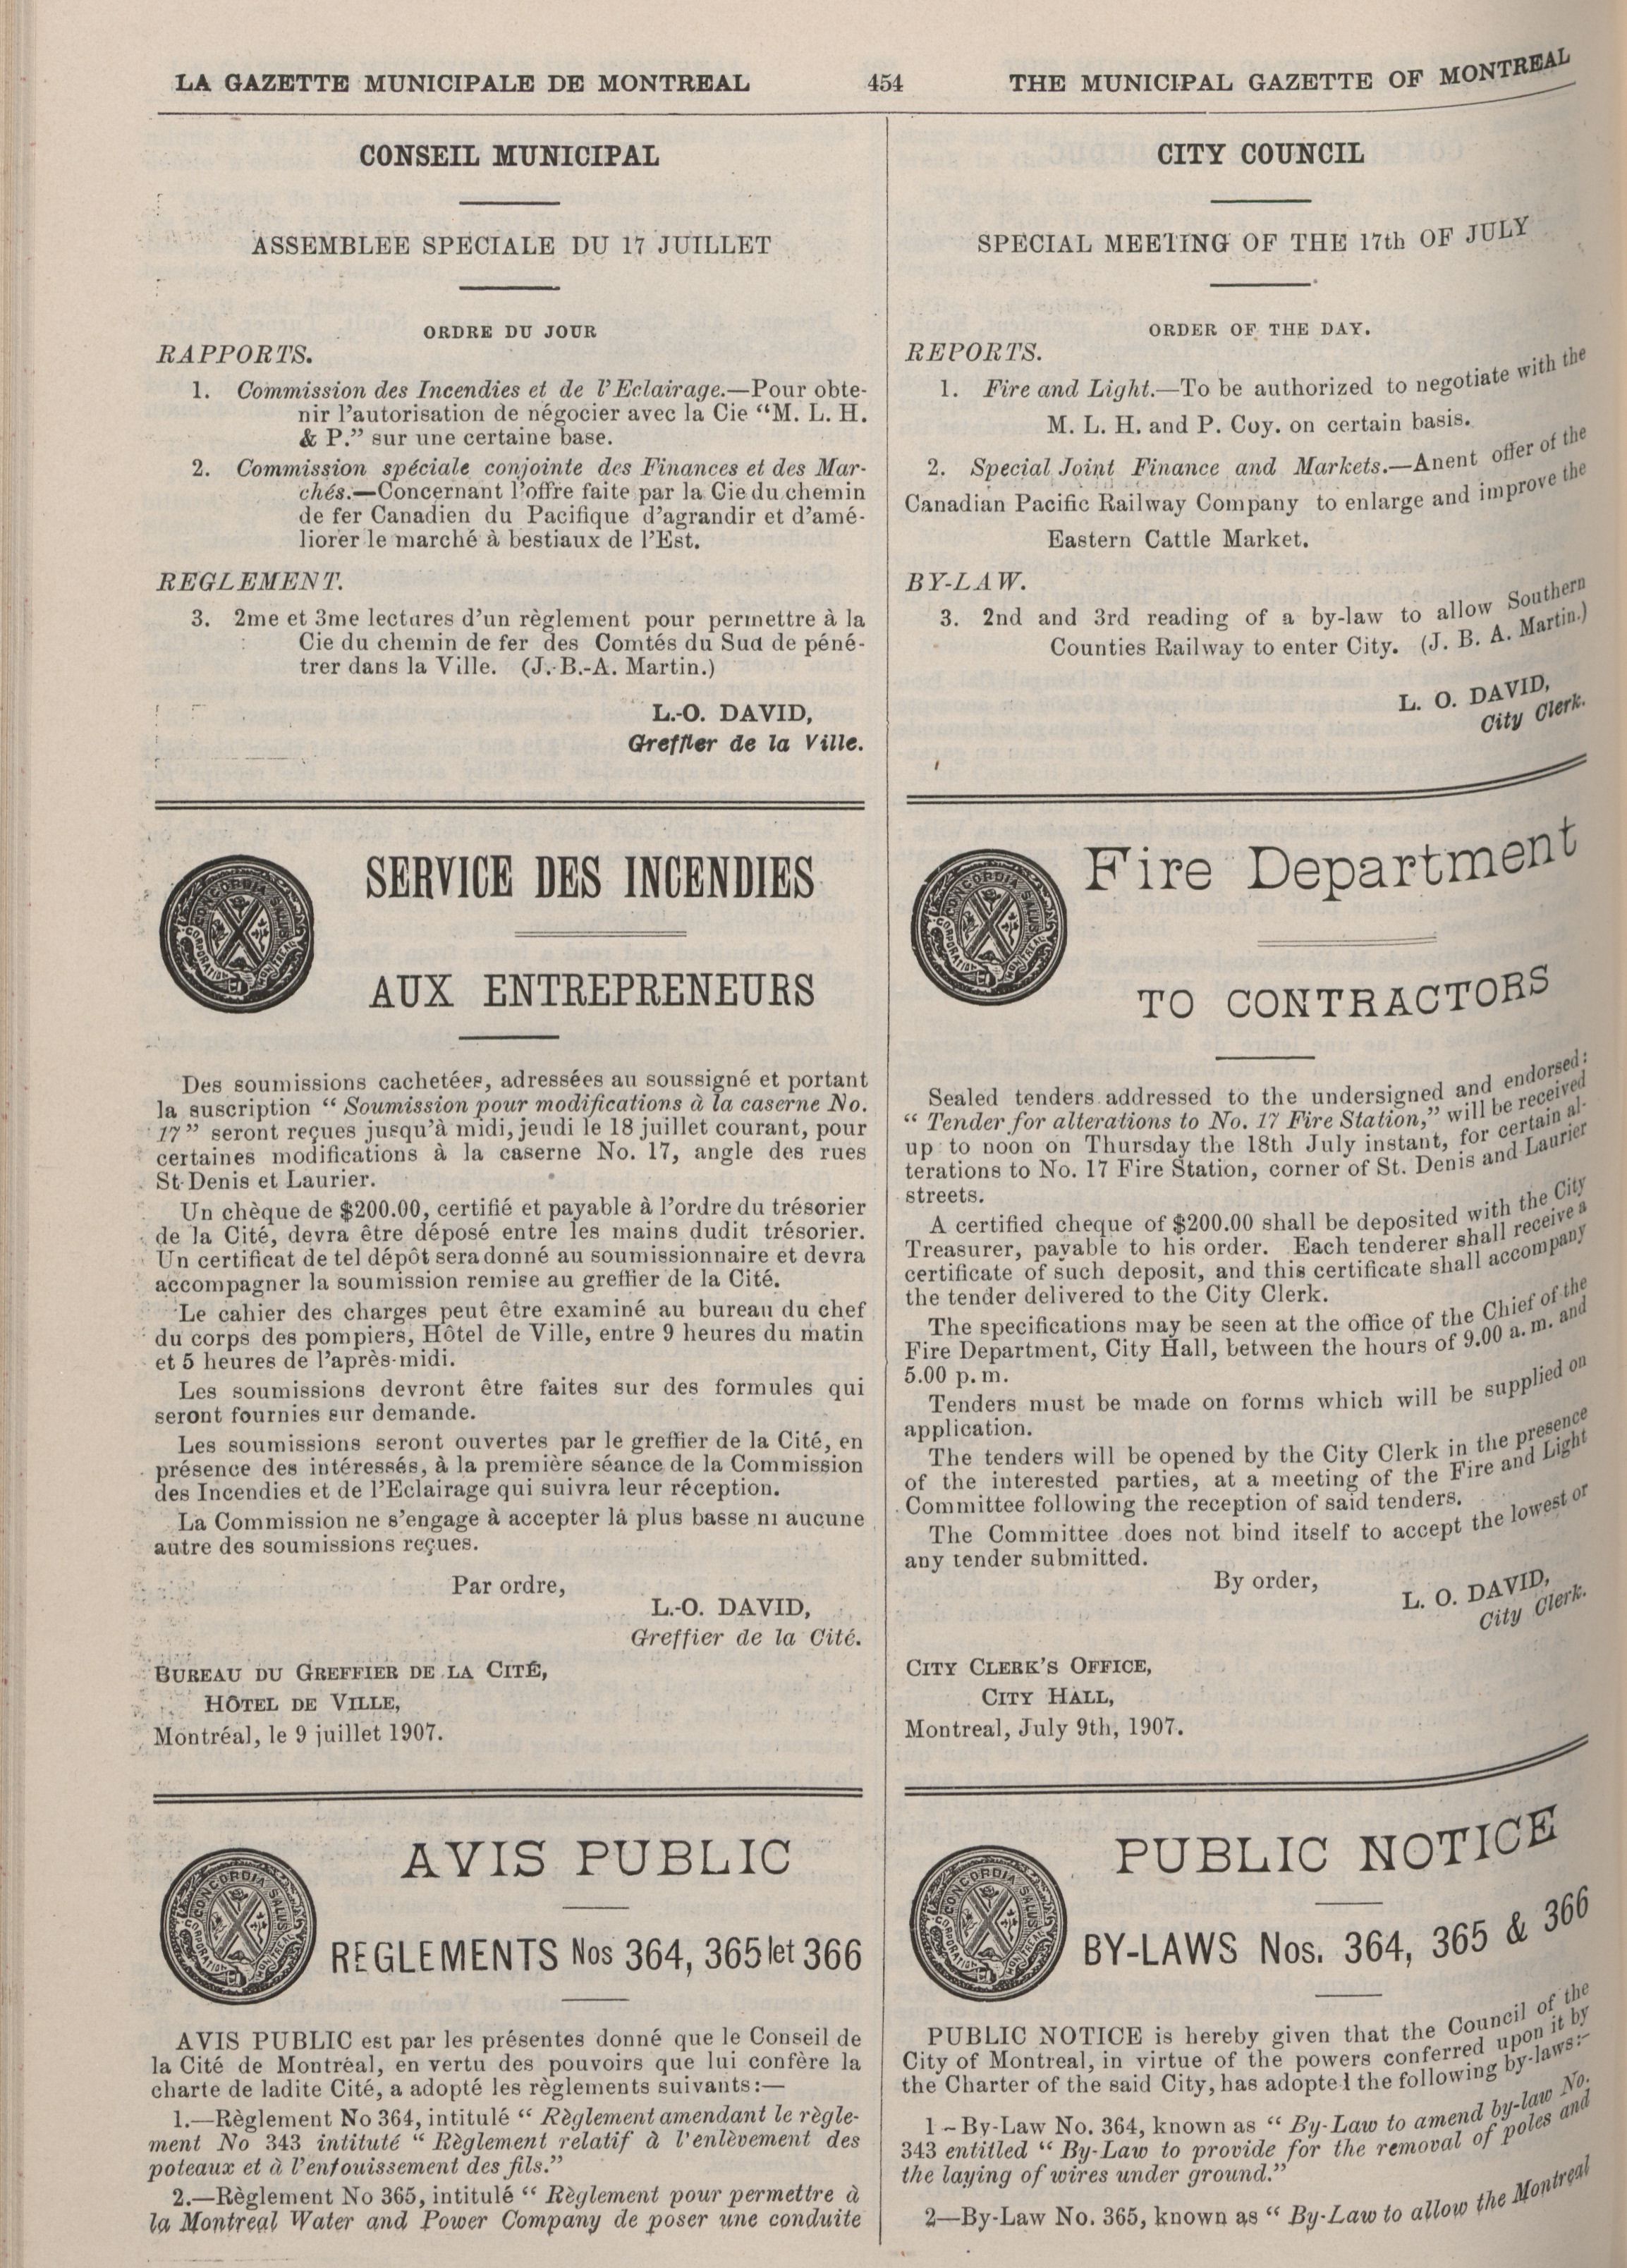 LA GAZETTE MUNICIPALE DE MONTREAL 454 THE MUNICIPAL GAZETTE OF MONTREAL
CONSEIL MUNICIPAL
ASSEMBLEE SPECIALE DU 17 JUILLET
ORDRE DU JOUR
RAPPORTS.
1. Commission des Incendies et de l'Eclairage.—Pour obte-
nir l'autorisation de négocier avec la Cie "M. L. H.
& P." sur une certaine base.
2. Commission spéciale conjointe des Finances et des Mar-
chés.—Concernant l'offre faite par la Cie du chemin
de fer Canadien du Pacifique d'agrandir et d'amé-
liorer le marché à bestiaux de l'Est.
REGLEMENT.
3. 2me et 3me lectures d'un règlement pour permettre à la
Cie du chemin de fer des Comtés du Sud de péné-
trer dans la Ville. (J.-B.-A. Martin.)
L.-O. DAVID,
Greffier de la Ville.
SERVICE DES INCENDIES
AUX ENTREPRENEURS
CONCORDIA SALUS
CORPORATION MONTREAL
Des soumissions cachetées, adressées au soussigné et portant
la suscription " Soumission pour modifications à la caserne No.
17 " seront reçues jusqu'à midi, jeudi le 18 juillet courant, pour
certaines modifications à la caserne No. 17, angle des rues
St-Denis et Laurier.
Un chèque de $200.00, certifié et payable à l'ordre du trésorier
de la Cité, devra être déposé entre les mains dudit trésorier.
Un certificat de tel dépôt sera donné au soumissionnaire et devra
accompagner la soumission remise au greffier de la Cité.
Le cahier des charges peut être examiné au bureau du chef
du corps des pompiers, Hôtel de Ville, entre 9 heures du matin
et 5 heures de l'après-midi.
Les soumissions devront être faites sur des formules qui
seront fournies sur demande.
Les soumissions seront ouvertes par le greffier de la Cité, en
présence des intéressés, à la première séance de la Commission
des Incendies et de l'Eclairage qui suivra leur réception.
La Commission ne s'engage à accepter la plus basse ni aucune
autre des soumissions reçues.
Par ordre,
L.-O. DAVID,
Greffier de la Cité.
BUREAU DU GREFFIER DE LA CITÉ,
HÔTEL DE VILLE,
Montréal, le 9 juillet 1907.
AVIS PUBLIC
REGLEMENTS Nos 364, 365 et 366
CONCORDIA SALUS
CORPORATION MONTREAL
AVIS PUBLIC est par les présentes donné que le Conseil de
la Cité de Montréal, en vertu des pouvoirs que lui confère la
charte de ladite Cité, a adopté les règlements suivants:—
1.—Règlement No 364, intitulé " Règlement amendant le règle-
ment No 343 intituté " Règlement relatif à l'enlèvement des
poteaux et à l'enfouissement des fils."
2.—Règlement No 365, intitulé " Règlement pour permettre à
la Montreal Water and Power Company de poser une conduite
CITY COUNCIL
SPECIAL MEETING OF THE 17th OF JULY
ORDER OF THE DAY.
REPORTS.
1. Fire and Light.—To be authorized to negotiate with the
M. L. H. and P. Coy. on certain basis.
2. Special Joint Finance and Markets.—Anent offer of the
Canadian Pacific Railway Company to enlarge and improve the
Eastern Cattle Market.
BY-LAW.
3. 2nd and 3rd reading of a by-law to allow Southern
Counties Railway to enter City. (J. B. A. Martin.)
L. O. DAVID,
City Clerk.
Fire Department
TO CONTRACTORS
CONCORDIA SALUS
CORPORATION MONTREAL
Sealed tenders addressed to the undersigned and endorsed:
" Tender for alterations to No. 17 Fire Station," will be received
up to noon on Thursday the 18th July instant, for certain al-
terations to No. 17 Fire Station, corner of St. Denis and Laurier
streets.
A certified cheque of $200.00 shall be deposited with the City
Treasurer, payable to his order. Each tenderer shall receive a
certificate of such deposit, and this certificate shall accompany
the tender delivered to the City Clerk.
The specifications may be seen at the office of the Chief of the
Fire Department, City Hall, between the hours of 9.00 a. m. and
5.00 p. m.
Tenders must be made on forms which will be supplied on
application.
The tenders will be opened by the City Clerk in the presence
of the interested parties, at a meeting of the Fire and Light
Committee following the reception of said tenders.
The Committee does not bind itself to accept the lowest or
any tender submitted.
By order,
L. O. DAVID,
City Clerk.
CITY CLERK'S OFFICE,
CITY HALL,
Montreal, July 9th, 1907.
PUBLIC NOTICE
BY-LAWS Nos. 364, 365 & 366
CONCORDIA SALUS
CORPORATION MONTREAL
PUBLIC NOTICE is hereby given that the Council of the
City of Montreal, in virtue of the powers conferred upon it by
the Charter of the said City, has adopted the following by-laws:—
1—By-Law No. 364, known as " By-Law to amend by-law No.
343 entitled " By-Law to provide for the removal of poles and
the laying of wires under ground."
2—By-Law No. 365, known as " By-Law to allow the Montreal